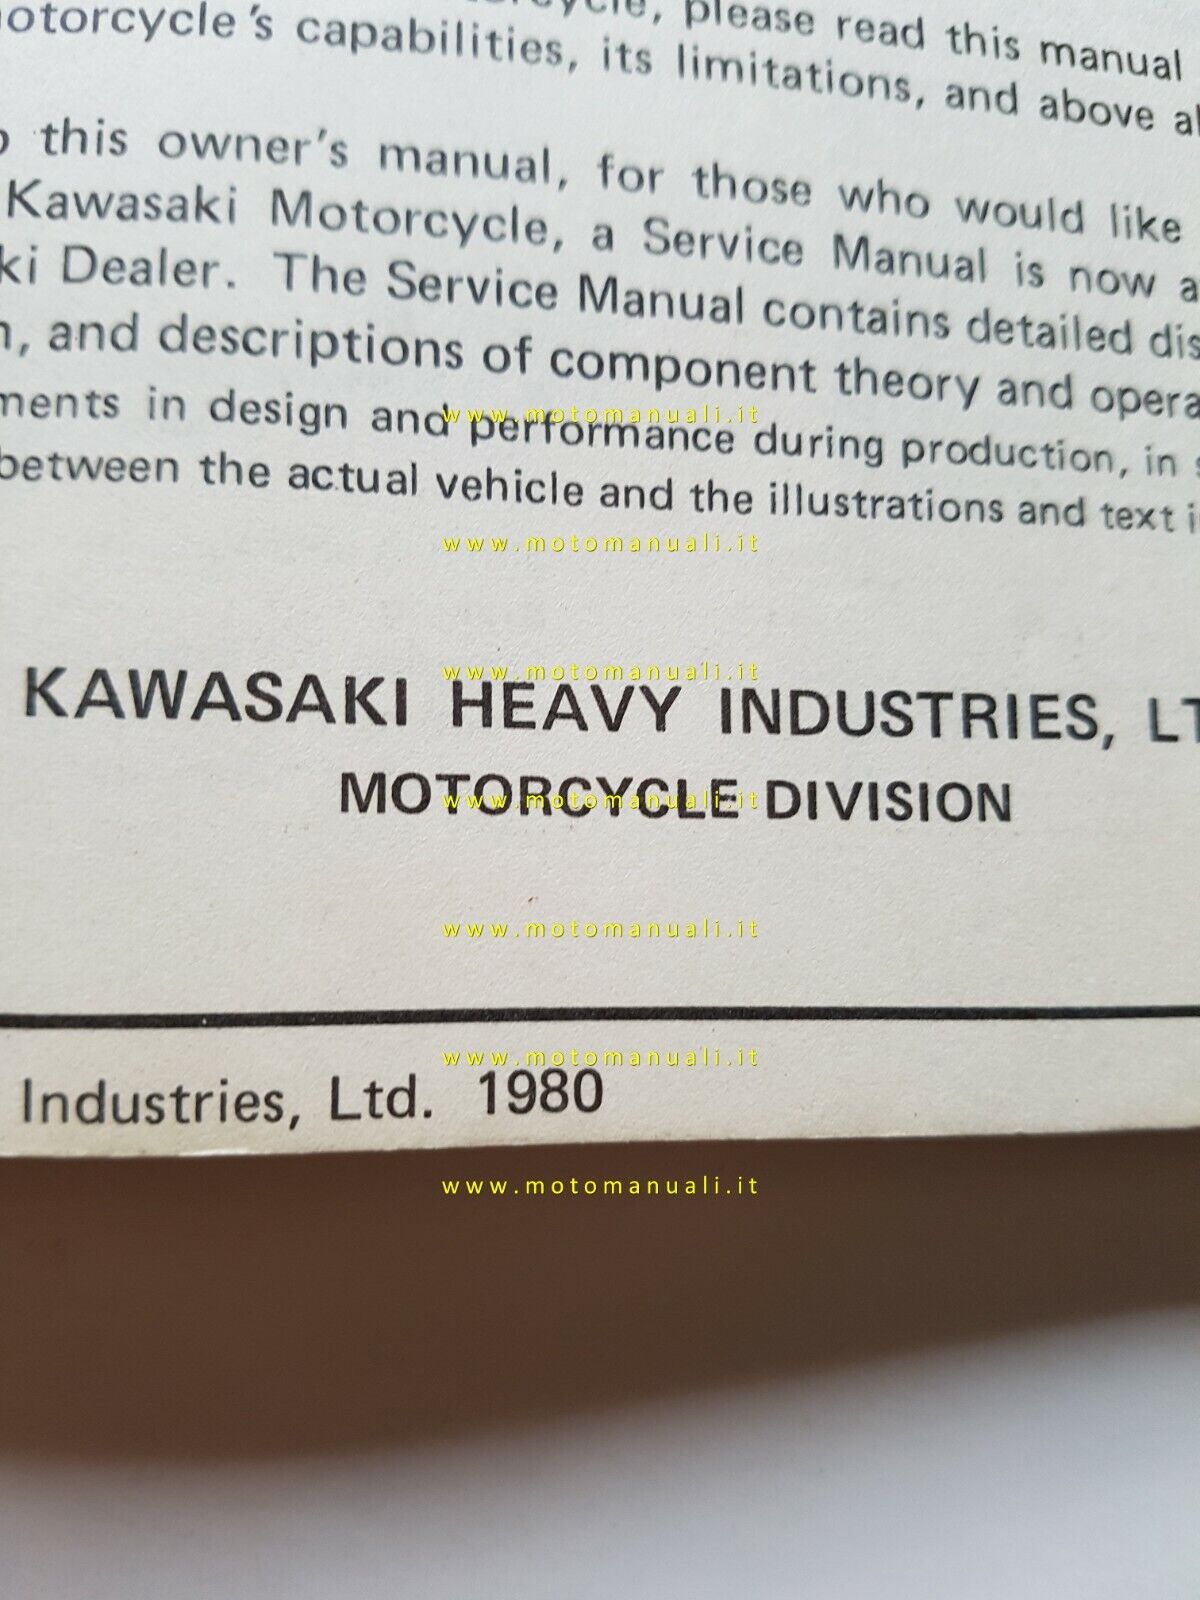 please read this manual
motorcycle's capabilities, its limitations, and above
this owner's manual, for those who would like
Kawasaki Motorcycle, a Service Manual is now
ki Dealer. The Service Manual contains detailed dis
, and descriptions of component theory and opera
ments in design and performance during production, in
between the actual vehicle and the illustrations and text
KAWASAKI HEAVY INDUSTRIES, LT
MOTORCYCLE DIVISION
Industries, Ltd. 1980
www.motomanuali.it
www.motomanuali.it
www.motomanuali.it
www.motomanuali.it
www.motomanuali.it
www.motomanuali.it
www.motomanuali.it